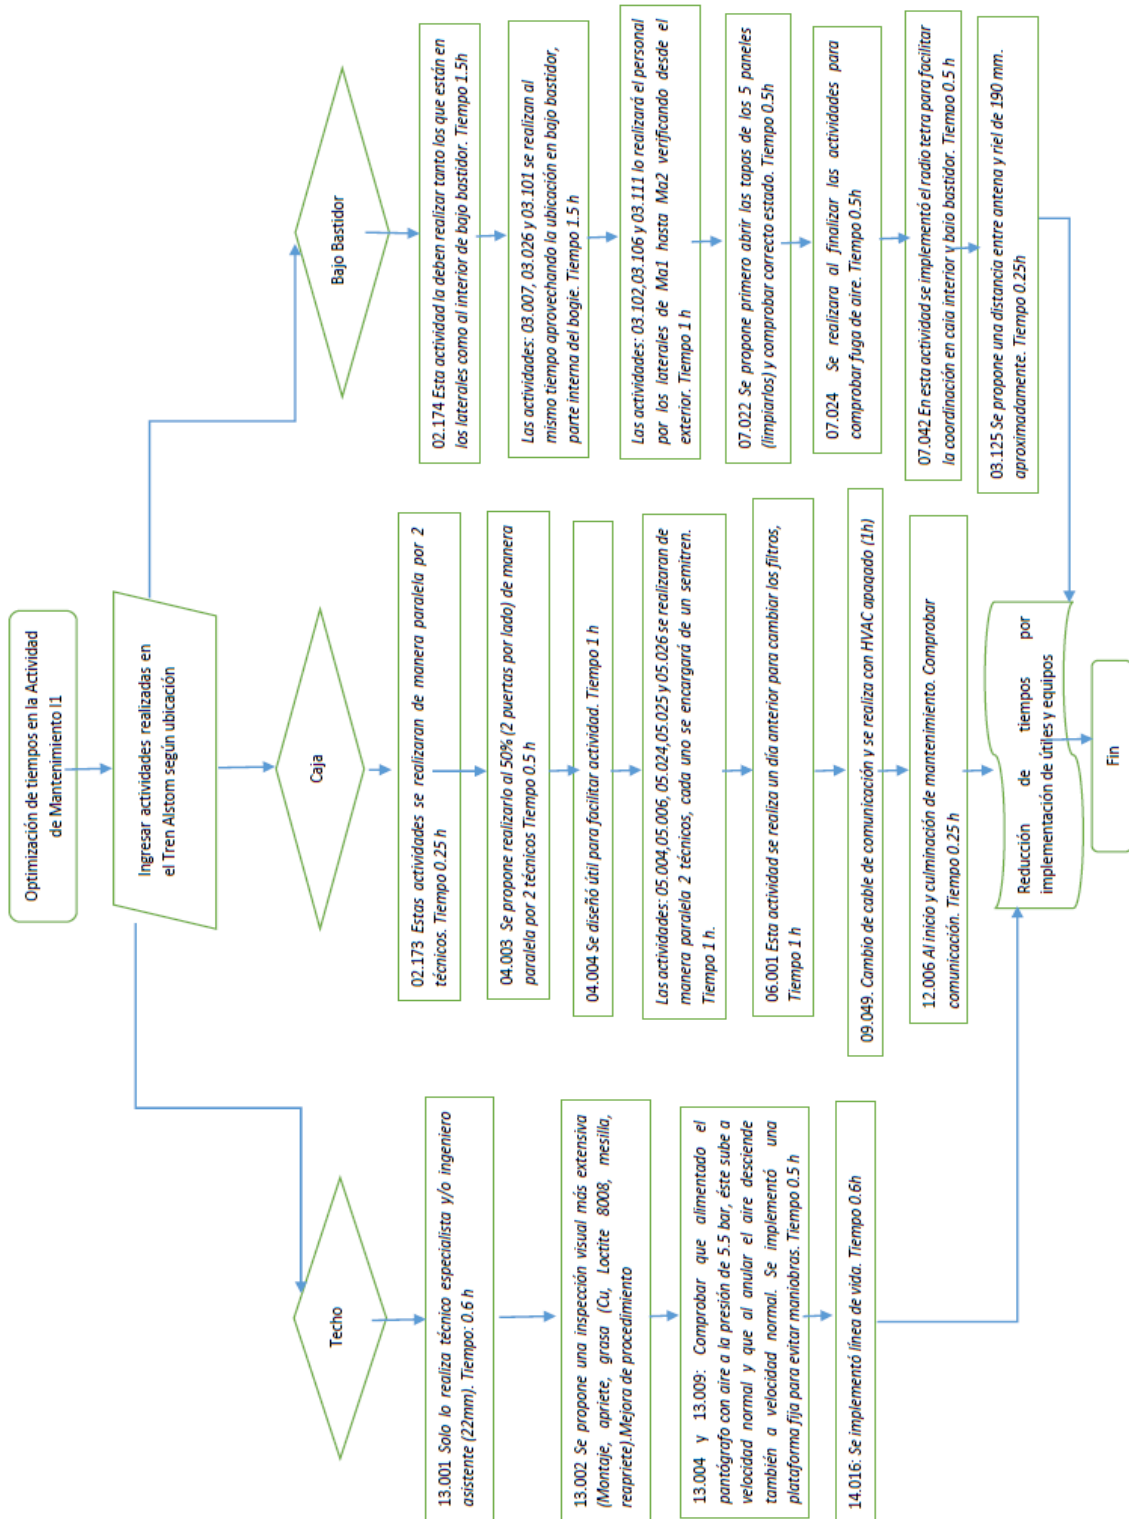 Optimización de tiempos en la Actividad
de Mantenimiento I1
Ingresar actividades realizadas en
el Tren Alstom según ubicación
Techo
13.001 Solo lo realiza técnico especialista y/o ingeniero
asistente (22mm). Tiempo: 0.6 h
13.002 Se propone una inspección visual más extensiva
(Montaje, apriete, grasa (Cu, Loctite 8008, mesilla,
reapriete).Mejora de procedimiento
13.004 y 13.009: Comprobar que alimentado el
pantógrafo con aire a la presión de 5.5 bar, éste sube a
velocidad normal y que al anular el aire desciende
también a velocidad normal. Se implementó una
plataforma fija para evitar maniobras. Tiempo 0.5 h
14.016: Se implementó línea de vida. Tiempo 0.6h
Caja
02.173 Estas actividades se realizaran de manera paralela por 2
técnicos. Tiempo 0.25 h
04.003 Se propone realizarlo al 50% (2 puertas por lado) de manera
paralela por 2 técnicos Tiempo 0.5 h
04.004 Se diseñó útil para facilitar actividad. Tiempo 1 h
Las actividades: 05.004,05.006, 05.024,05.025 y 05.026 se realizaran de
manera paralela 2 técnicos, cada uno se encargará de un semitren.
Tiempo 1 h.
06.001 Esta actividad se realiza un día anterior para cambiar los filtros,
Tiempo 1 h
09.049. Cambio de cable de comunicación y se realiza con HVAC apagado (1h)
12.006 Al inicio y culminación de mantenimiento. Comprobar
comunicación. Tiempo 0.25 h
Bajo Bastidor
02.174 Esta actividad la deben realizar tanto los que están en
los laterales como al interior de bajo bastidor. Tiempo 1.5h
Las actividades: 03.007, 03.026 y 03.101 se realizan al
mismo tiempo aprovechando la ubicación en bajo bastidor,
parte interna del bogie. Tiempo 1.5 h
Las actividades: 03.102,03.106 y 03.111 lo realizará el personal
por los laterales de Ma1 hasta Ma2 verificando desde el
exterior. Tiempo 1 h
07.022 Se propone primero abrir las tapas de los 5 paneles
(limpiarlos) y comprobar correcto estado. Tiempo 0.5h
07.024 Se realizara al finalizar las actividades para
comprobar fuga de aire. Tiempo 0.5h
07.042 En esta actividad se implementó el radio tetra para facilitar
la coordinación en caja interior y bajo bastidor. Tiempo 0.5 h
03.125 Se propone una distancia entre antena y riel de 190 mm.
aproximadamente. Tiempo 0.25h
Reducción de tiempos por
implementación de útiles y equipos
Fin